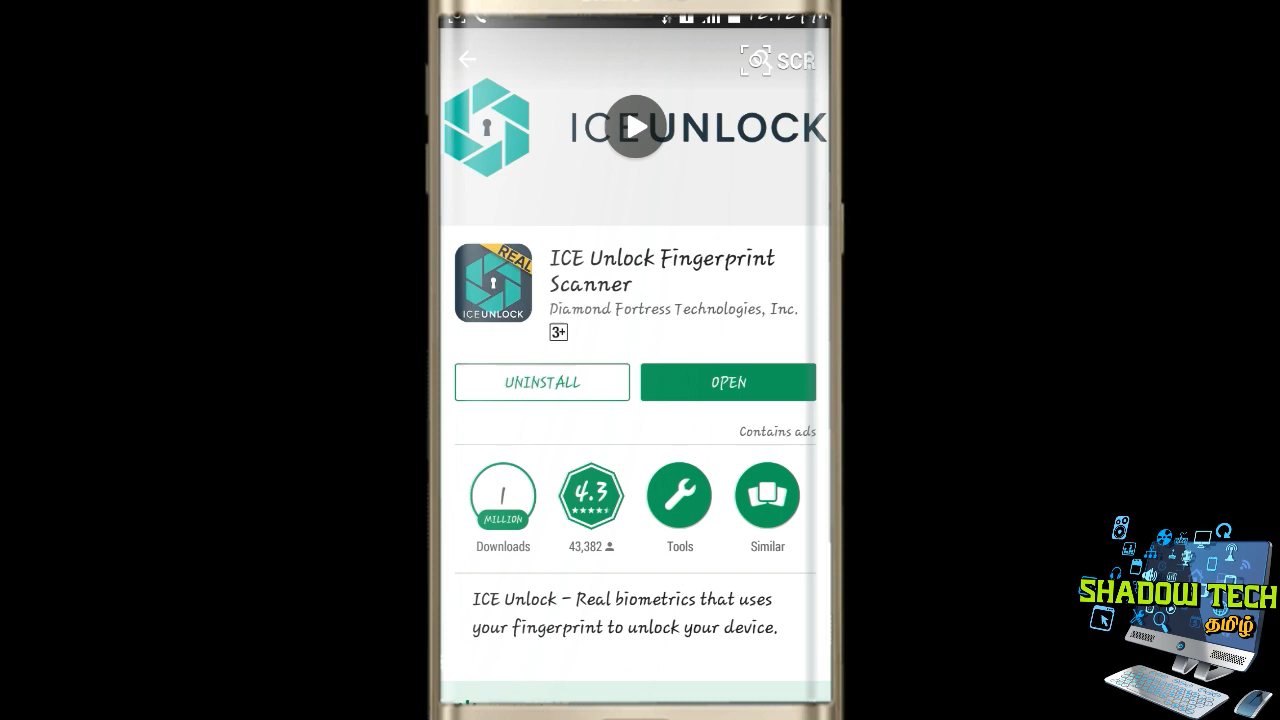 SCR
ICE UNLOCK
REAL
ICEUNLOCK
ICE Unlock Fingerprint
Scanner
Diamond Fortress Technologies, Inc.
3+
UNINSTALL
OPEN
Contains ads
1
MILLION
4.3
Downloads
43,382
Tools
Similar
ICE Unlock – Real biometrics that uses
your fingerprint to unlock your device.
SHADOW TECH
தமிழ்